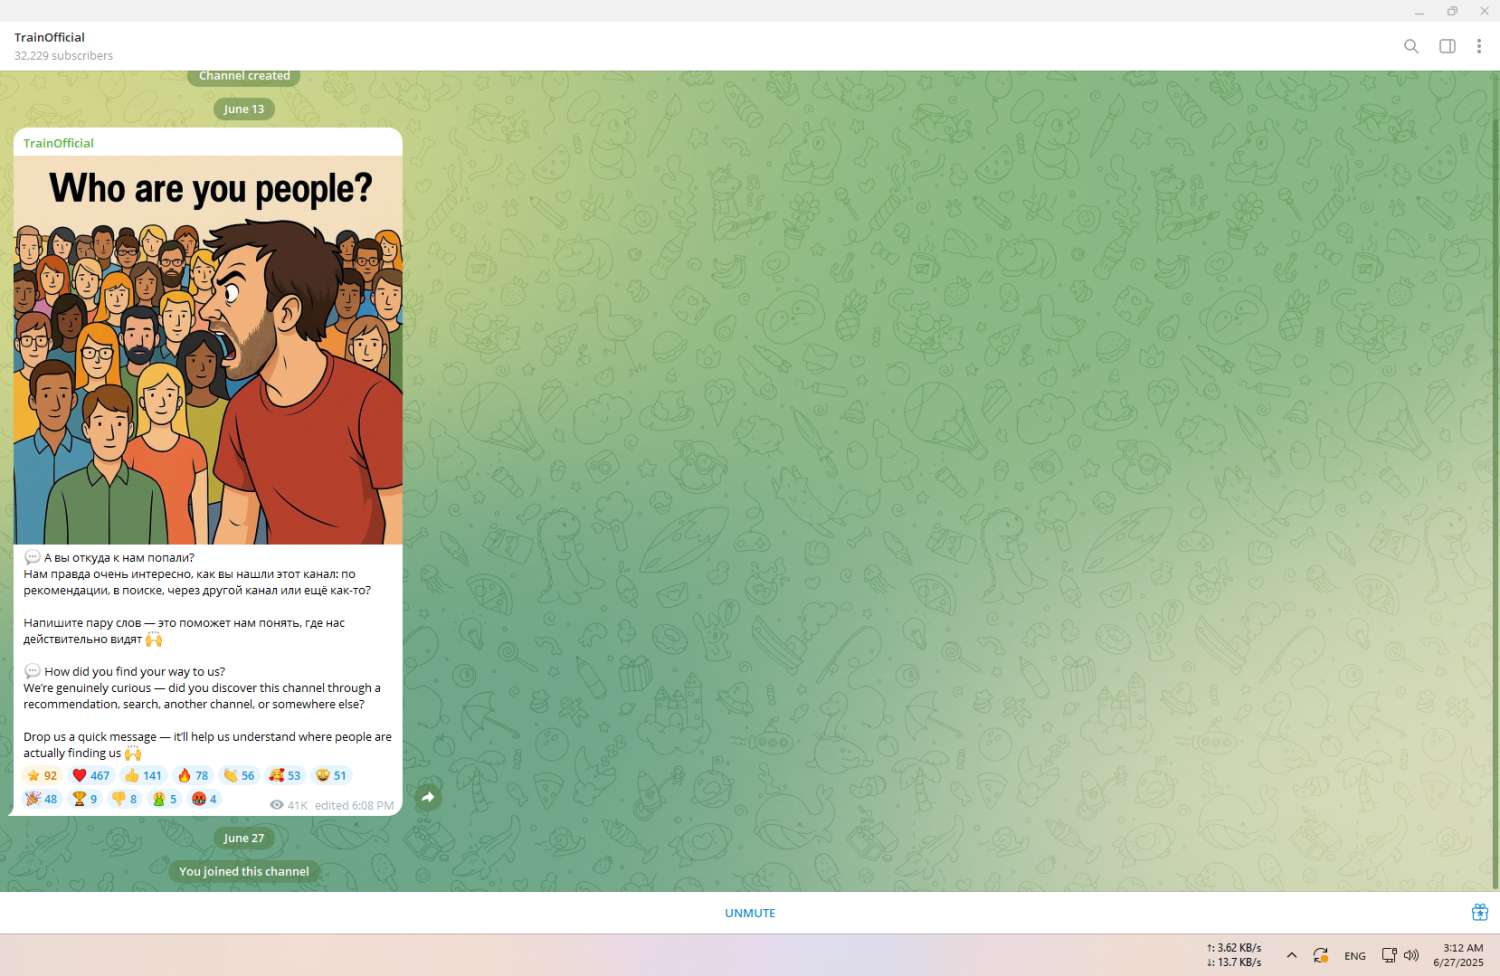 TrainOfficial
32,229 subscribers
Channel created
June 13
TrainOfficial
Who are you people?
💬 А вы откуда к нам попали?
Нам правда очень интересно, как вы нашли этот канал: по
рекомендации, в поиске, через другой канал или ещё как-то?
Напишите пару слов — это поможет нам понять, где нас
действительно видят 🙌
💬 How did you find your way to us?
We're genuinely curious — did you discover this channel through a
recommendation, search, another channel, or somewhere else?
Drop us a quick message — it'll help us understand where people are
actually finding us 🙌
⭐ 92 ❤️ 467 👍 141 🔥 78 👏 56 🥰 53 🤩 51
🎉 48 🏆 9 👎 8 🤮 5 🤬 4
41K edited 6:08 PM
June 27
You joined this channel
UNMUTE
↑: 3.62 KB/s
↓: 13.7 KB/s
ENG
3:12 AM
6/27/2025